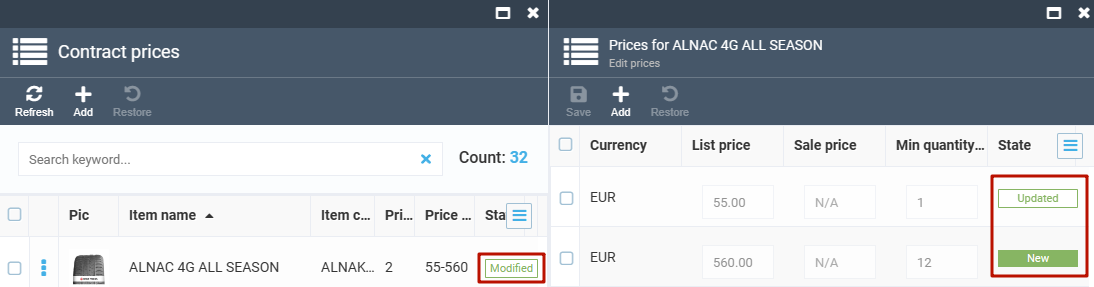 Contract prices
Refresh Add Restore
Search keyword...
Count: 32
Pic Item name Item c... Pri... Price ... Sta
ALNAC 4G ALL SEASON ALNAK... 2 55-560 Modified
Prices for ALNAC 4G ALL SEASON
Edit prices
Save Add Restore
Currency List price Sale price Min quantity... State
EUR 55.00 N/A 1 Updated
EUR 560.00 N/A 12 New